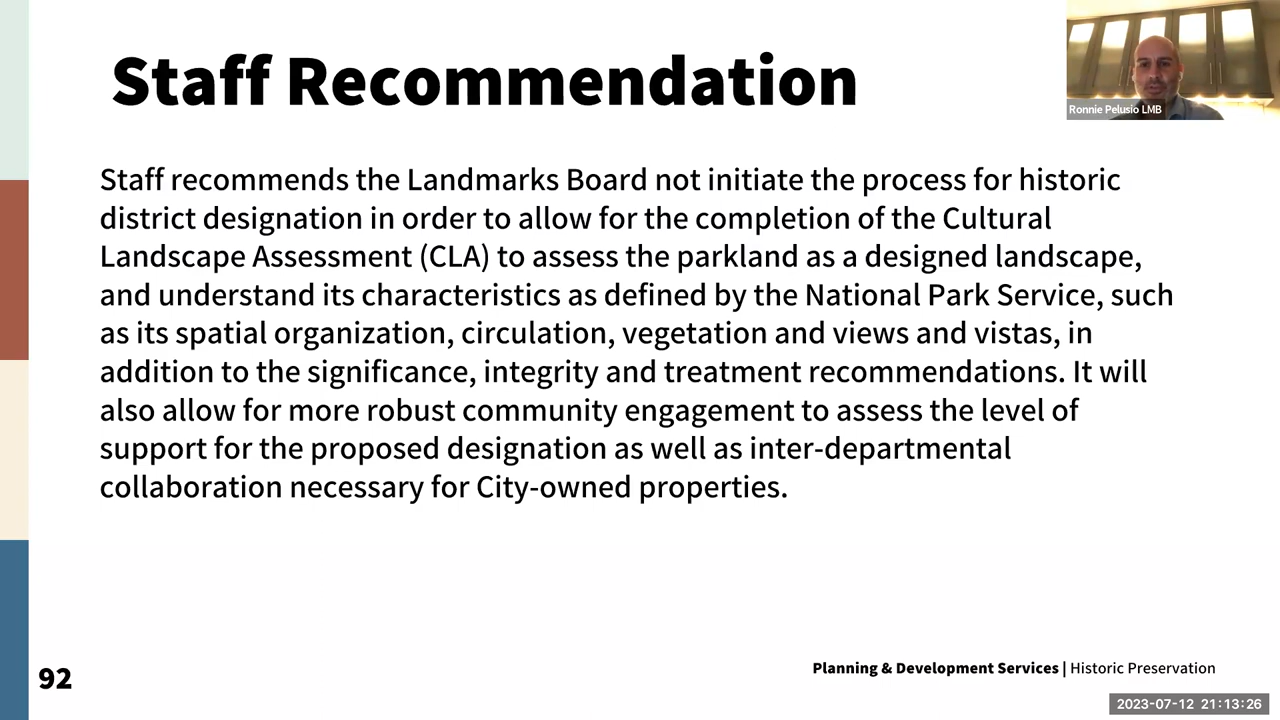 Staff Recommendation
Ronnie Pelusio LMB
Staff recommends the Landmarks Board not initiate the process for historic
district designation in order to allow for the completion of the Cultural
Landscape Assessment (CLA) to assess the parkland as a designed landscape,
and understand its characteristics as defined by the National Park Service, such
as its spatial organization, circulation, vegetation and views and vistas, in
addition to the significance, integrity and treatment recommendations. It will
also allow for more robust community engagement to assess the level of
support for the proposed designation as well as inter-departmental
collaboration necessary for City-owned properties.
92
Planning & Development Services | Historic Preservation
2023-07-12 21:13:26